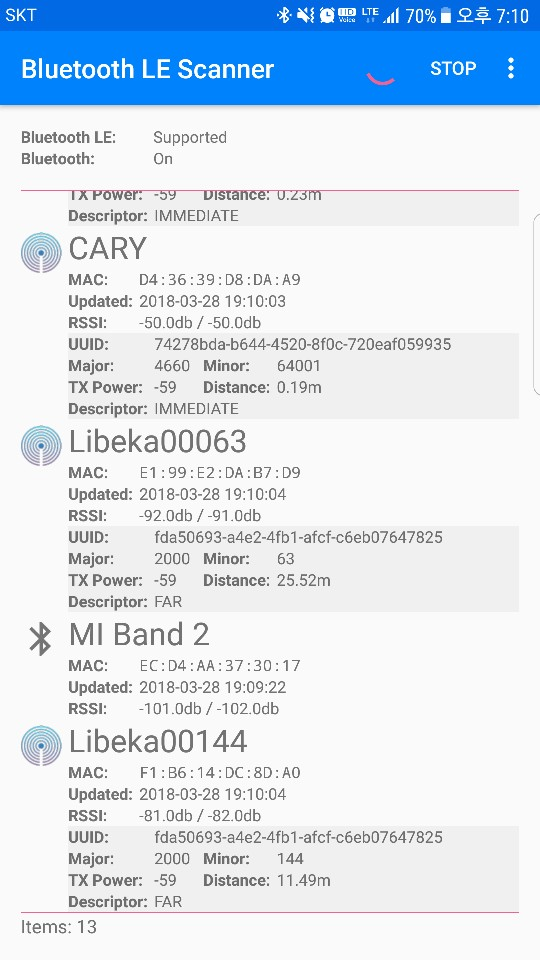 SKT HD Voice LTE 70% 오후 7:10
Bluetooth LE Scanner STOP
Bluetooth LE: Supported
Bluetooth: On
TX Power: -59 Distance: 0.23m
Descriptor: IMMEDIATE
CARY
MAC: D4:36:39:D8:DA:A9
Updated: 2018-03-28 19:10:03
RSSI: -50.0db / -50.0db
UUID: 74278bda-b644-4520-8f0c-720eaf059935
Major: 4660 Minor: 64001
TX Power: -59 Distance: 0.19m
Descriptor: IMMEDIATE
Libeka00063
MAC: E1:99:E2:DA:B7:D9
Updated: 2018-03-28 19:10:04
RSSI: -92.0db / -91.0db
UUID: fda50693-a4e2-4fb1-afcf-c6eb07647825
Major: 2000 Minor: 63
TX Power: -59 Distance: 25.52m
Descriptor: FAR
MI Band 2
MAC: EC:D4:AA:37:30:17
Updated: 2018-03-28 19:09:22
RSSI: -101.0db / -102.0db
Libeka00144
MAC: F1:B6:14:DC:8D:A0
Updated: 2018-03-28 19:10:04
RSSI: -81.0db / -82.0db
UUID: fda50693-a4e2-4fb1-afcf-c6eb07647825
Major: 2000 Minor: 144
TX Power: -59 Distance: 11.49m
Descriptor: FAR
Items: 13